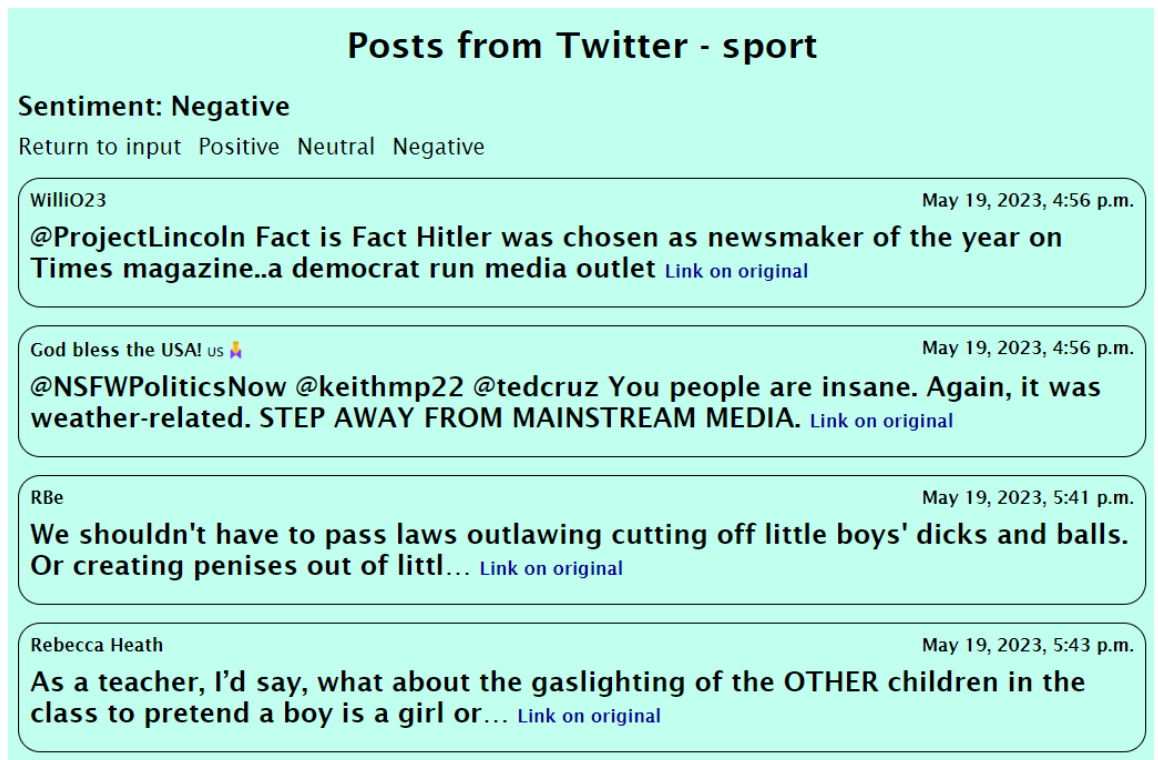 Posts from Twitter - sport
Sentiment: Negative
Return to input Positive Neutral Negative
WilliO23 May 19, 2023, 4:56 p.m.
@ProjectLincoln Fact is Fact Hitler was chosen as newsmaker of the year on
Times magazine..a democrat run media outlet Link on original
God bless the USA! US May 19, 2023, 4:56 p.m.
@NSFWPoliticsNow @keithmp22 @tedcruz You people are insane. Again, it was
weather-related. STEP AWAY FROM MAINSTREAM MEDIA. Link on original
RBe May 19, 2023, 5:41 p.m.
We shouldn't have to pass laws outlawing cutting off little boys' dicks and balls.
Or creating penises out of littl… Link on original
Rebecca Heath May 19, 2023, 5:43 p.m.
As a teacher, I’d say, what about the gaslighting of the OTHER children in the
class to pretend a boy is a girl or… Link on original